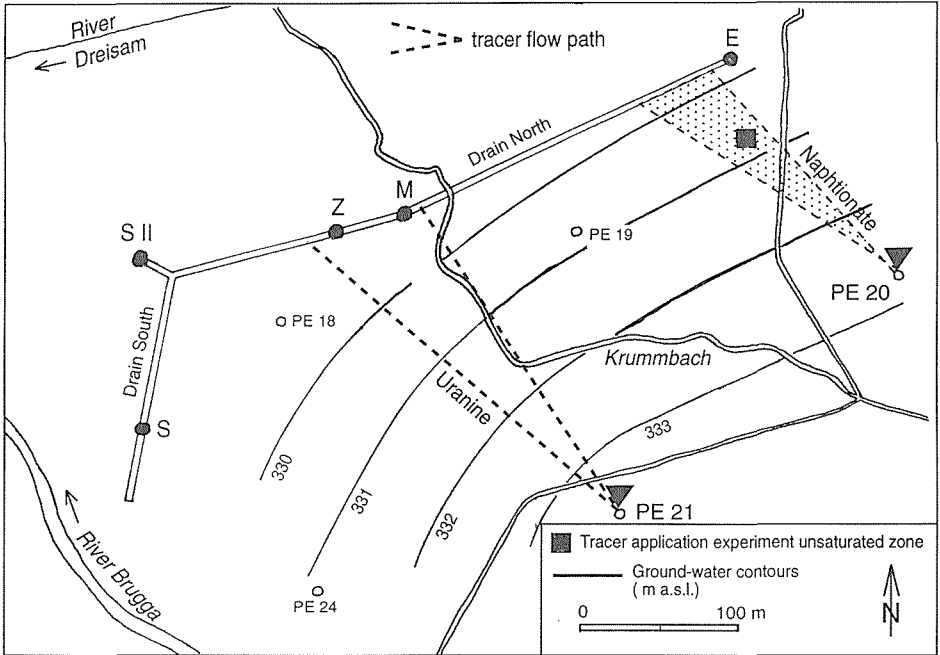 River
Dreisam
tracer flow path
E
Drain North
Naphtionate
M
Z
S II
PE 19
PE 20
PE 18
Drain South
Krummbach
Uranine
S
333
330
331
332
PE 21
River Brugga
PE 24
Tracer application experiment unsaturated zone
Ground-water contours
( m a.s.l.)
0 100 m
N